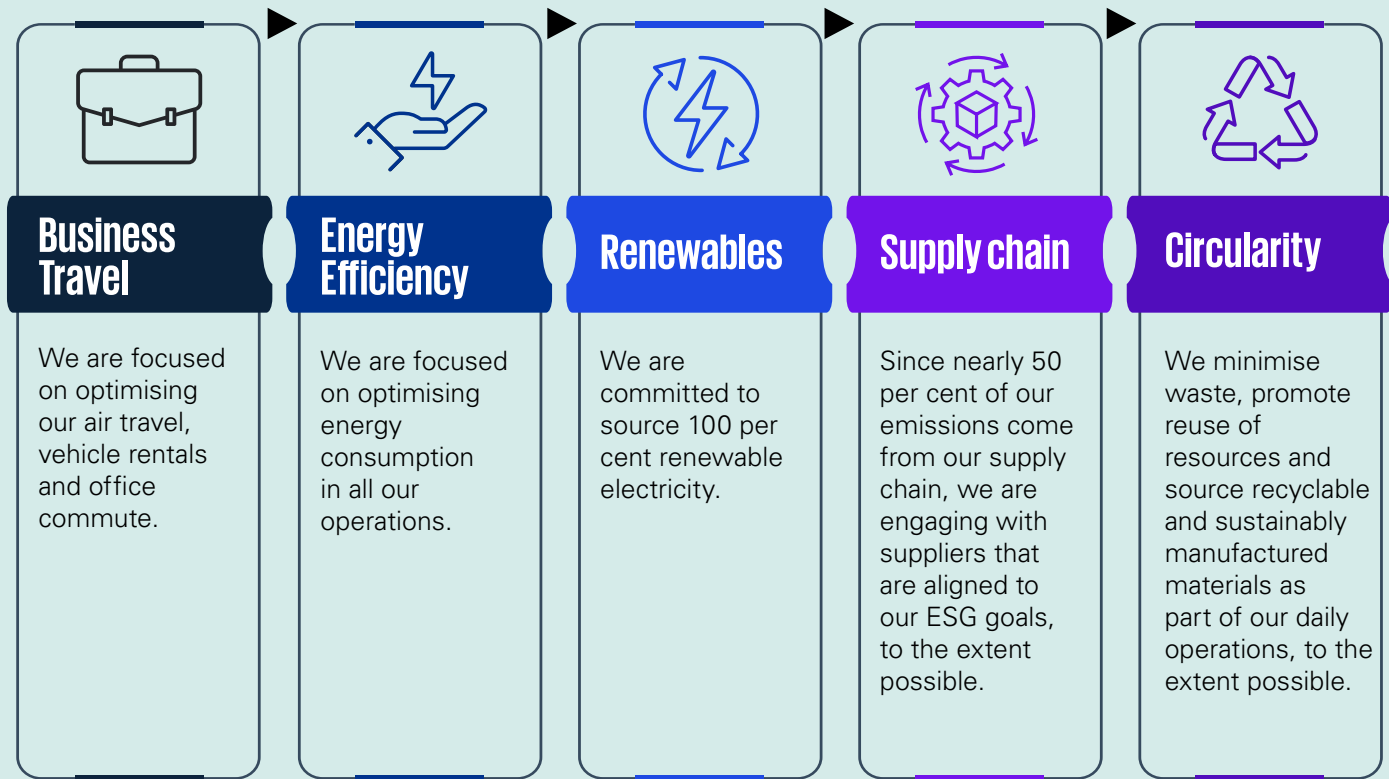 Business
Travel
We are focused
on optimising
our air travel,
vehicle rentals
and office
commute.
Energy
Efficiency
We are focused
on optimising
energy
consumption
in all our
operations.
Renewables
We are
committed to
source 100 per
cent renewable
electricity.
Supply chain
Since nearly 50
per cent of our
emissions come
from our supply
chain, we are
engaging with
suppliers that
are aligned to
our ESG goals,
to the extent
possible.
Circularity
We minimise
waste, promote
reuse of
resources and
source recyclable
and sustainably
manufactured
materials as
part of our daily
operations, to the
extent possible.